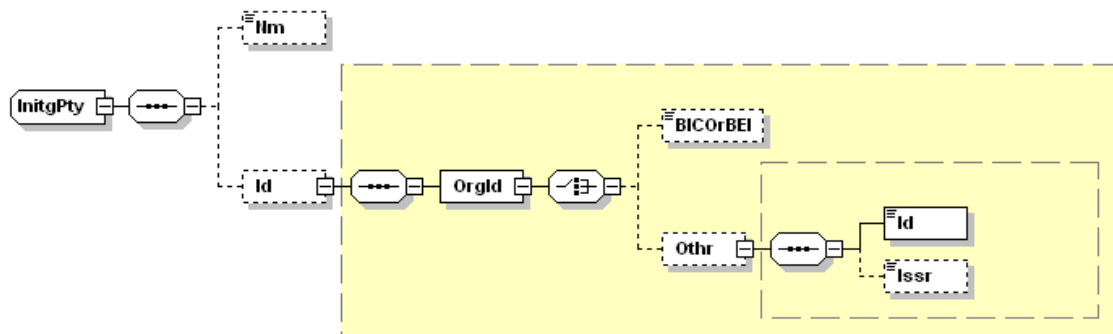 Nm
InitgPty
BICOrBEI
Id
OrgId
Id
Othr
Issr